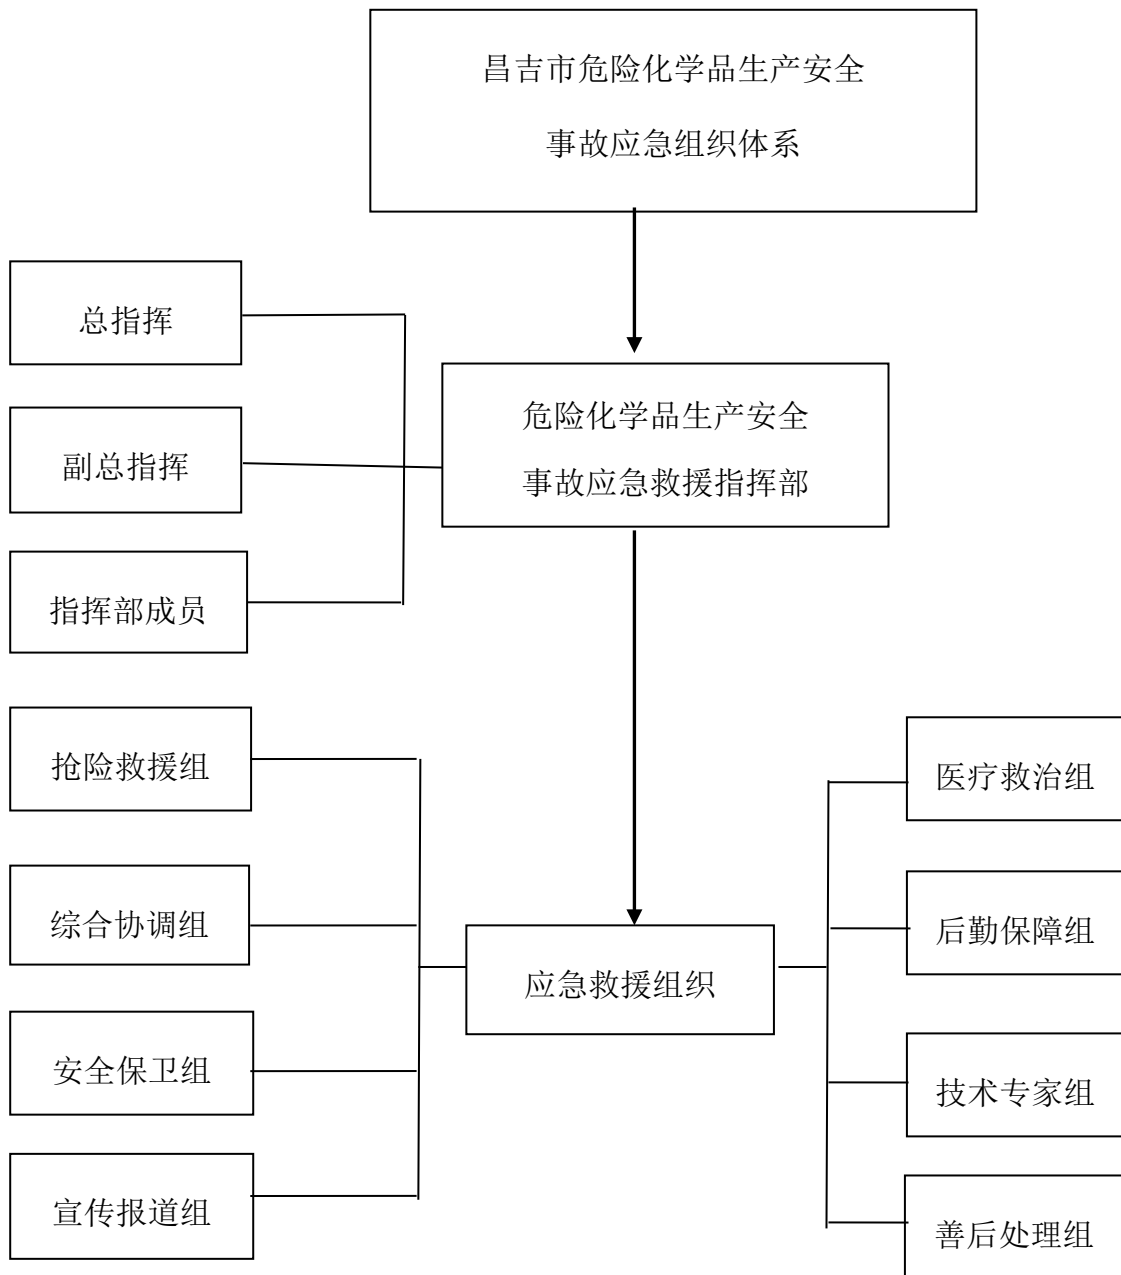 昌吉市危险化学品生产安全
事故应急组织体系
总指挥
危险化学品生产安全
事故应急救援指挥部
副总指挥
指挥部成员
抢险救援组
医疗救治组
综合协调组
后勤保障组
应急救援组织
安全保卫组
技术专家组
宣传报道组
善后处理组